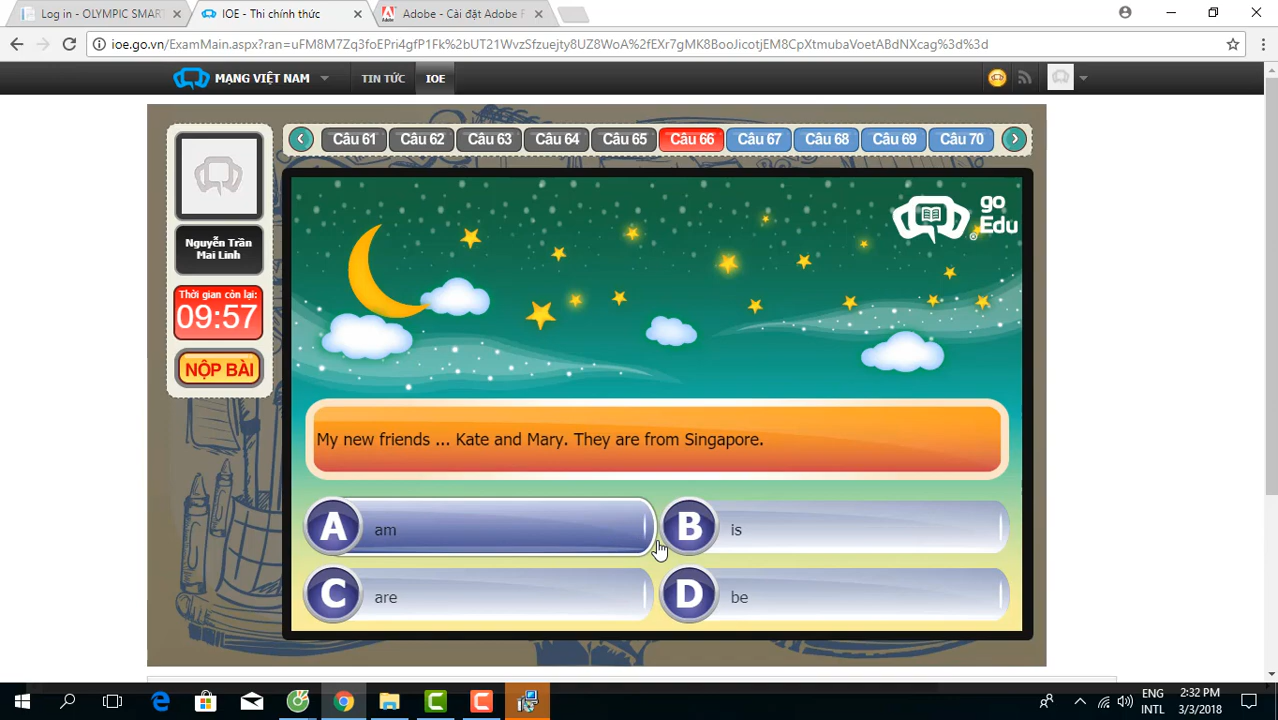 Log in - OLYMPIC SMART
IOE - Thi chính thức
Adobe - Cài đặt Adobe F
ioe.go.vn/ExamMain.aspx?ran=uFM8M7Zq3foEPri4gfP1Fk%2bUT21WvzSfzuejty8UZ8WoA%2fEXr7gMK8BooJicotjEM8CpXtmubaVoetABdNXcag%3d%3d
MẠNG VIỆT NAM
TIN TỨC
IOE
Câu 61
Câu 62
Câu 63
Câu 64
Câu 65
Câu 66
Câu 67
Câu 68
Câu 69
Câu 70
go
Edu
Nguyễn Trần
Mai Linh
Thời gian còn lại:
09:57
NỘP BÀI
My new friends ... Kate and Mary. They are from Singapore.
A am
B is
C are
D be
ENG
INTL
2:32 PM
3/3/2018